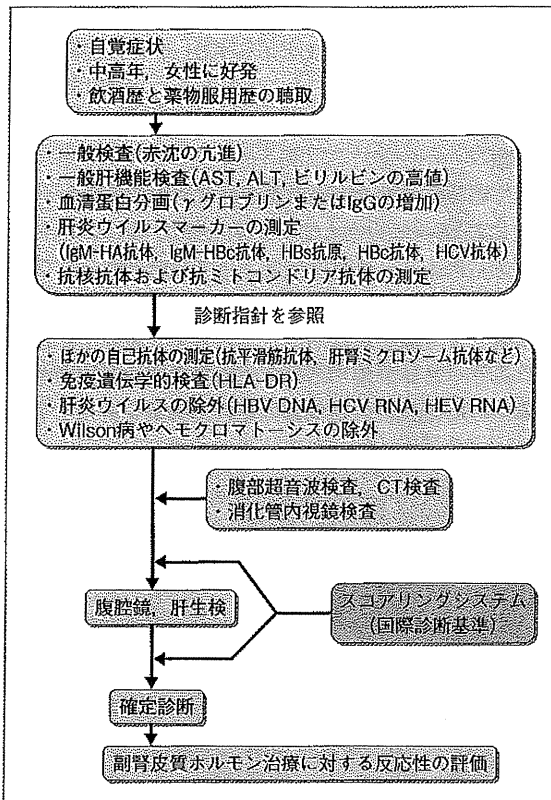 ・自覚症状
・中高年，女性に好発
・飲酒歴と薬物服用歴の聴取
・一般検査(赤沈の亢進)
・一般肝機能検査(AST, ALT, ビリルビンの高値)
・血清蛋白分画(γグロブリンまたはIgGの増加)
・肝炎ウイルスマーカーの測定
(IgM-HA抗体，IgM-HBc抗体，HBs抗原，HBc抗体，HCV抗体)
・抗核抗体および抗ミトコンドリア抗体の測定
診断指針を参照
・ほかの自己抗体の測定(抗平滑筋抗体、肝腎ミクロソーム抗体など)
・免疫遺伝学的検査(HLA-DR)
・肝炎ウイルスの除外(HBV DNA, HCV RNA, HEV RNA)
・Wilson病やヘモクロマトーシスの除外
・腹部超音波検査，CT検査
・消化管内視鏡検査
腹腔鏡，肝生検
スコアリングシステム
(国際診断基準)
確定診断
副腎皮質ホルモン治療に対する反応性の評価